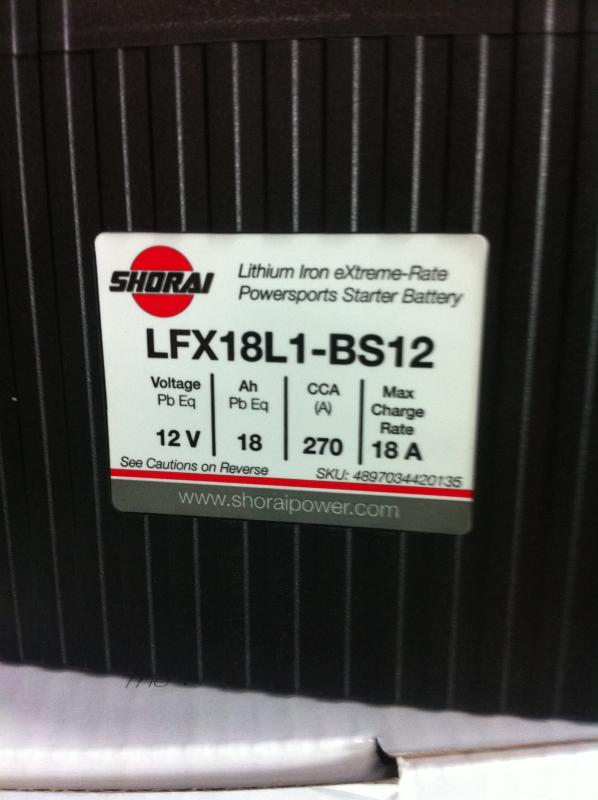 SHORAI
Lithium Iron eXtreme-Rate
Powersports Starter Battery
LFX18L1-BS12
Voltage
Pb Eq
12 V
Ah
Pb Eq
18
CCA
(A)
270
Max
Charge
Rate
18 A
See Cautions on Reverse
SKU: 4897034420135
www.shoraipower.com